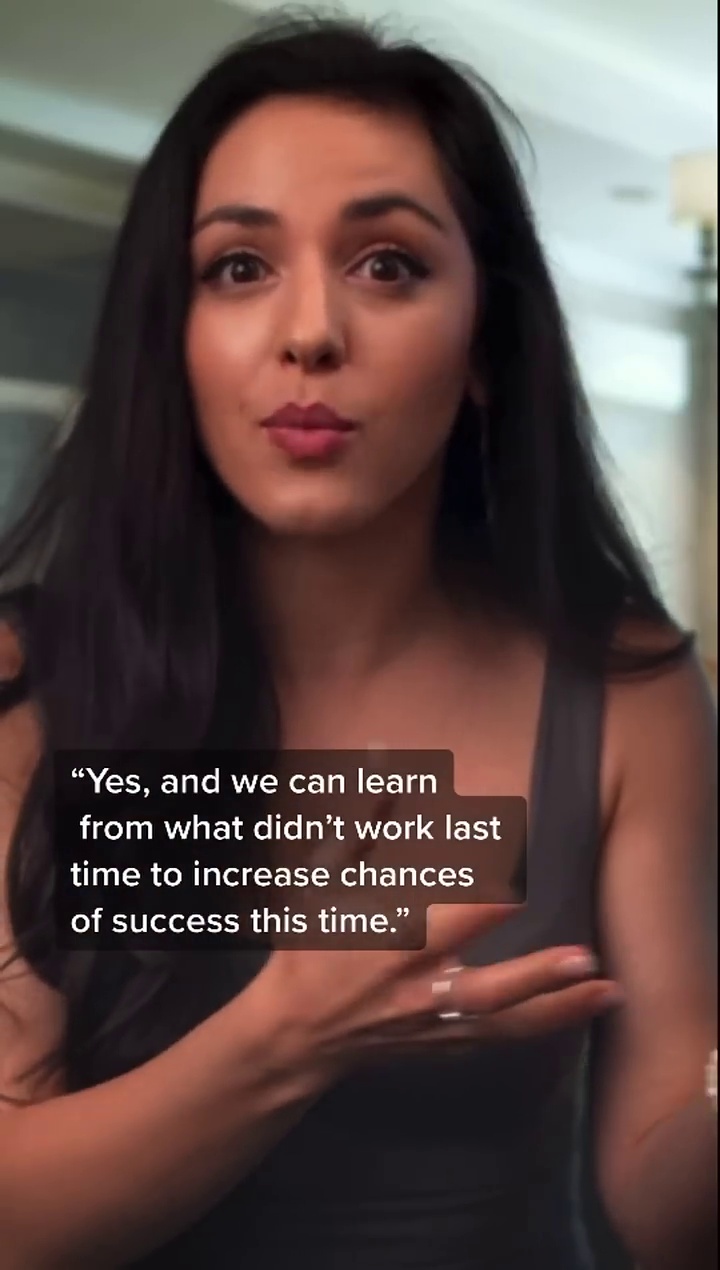 “Yes, and we can learn
from what didn’t work last
time to increase chances
of success this time.”